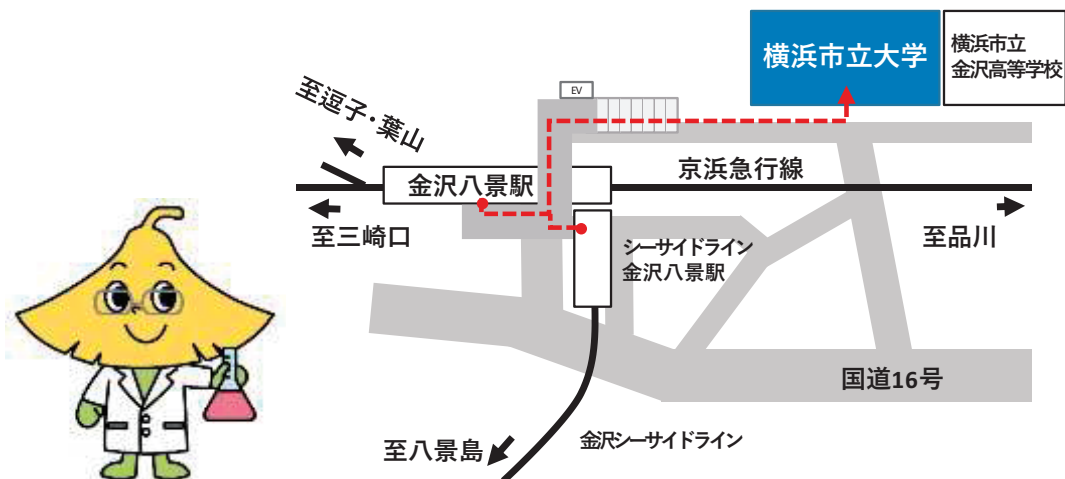 横浜市立大学
横浜市立
金沢高等学校
EV
至逗子・葉山
金沢八景駅
京浜急行線
至三崎口
至品川
シーサイドライン
金沢八景駅
国道16号
金沢シーサイドライン
至八景島